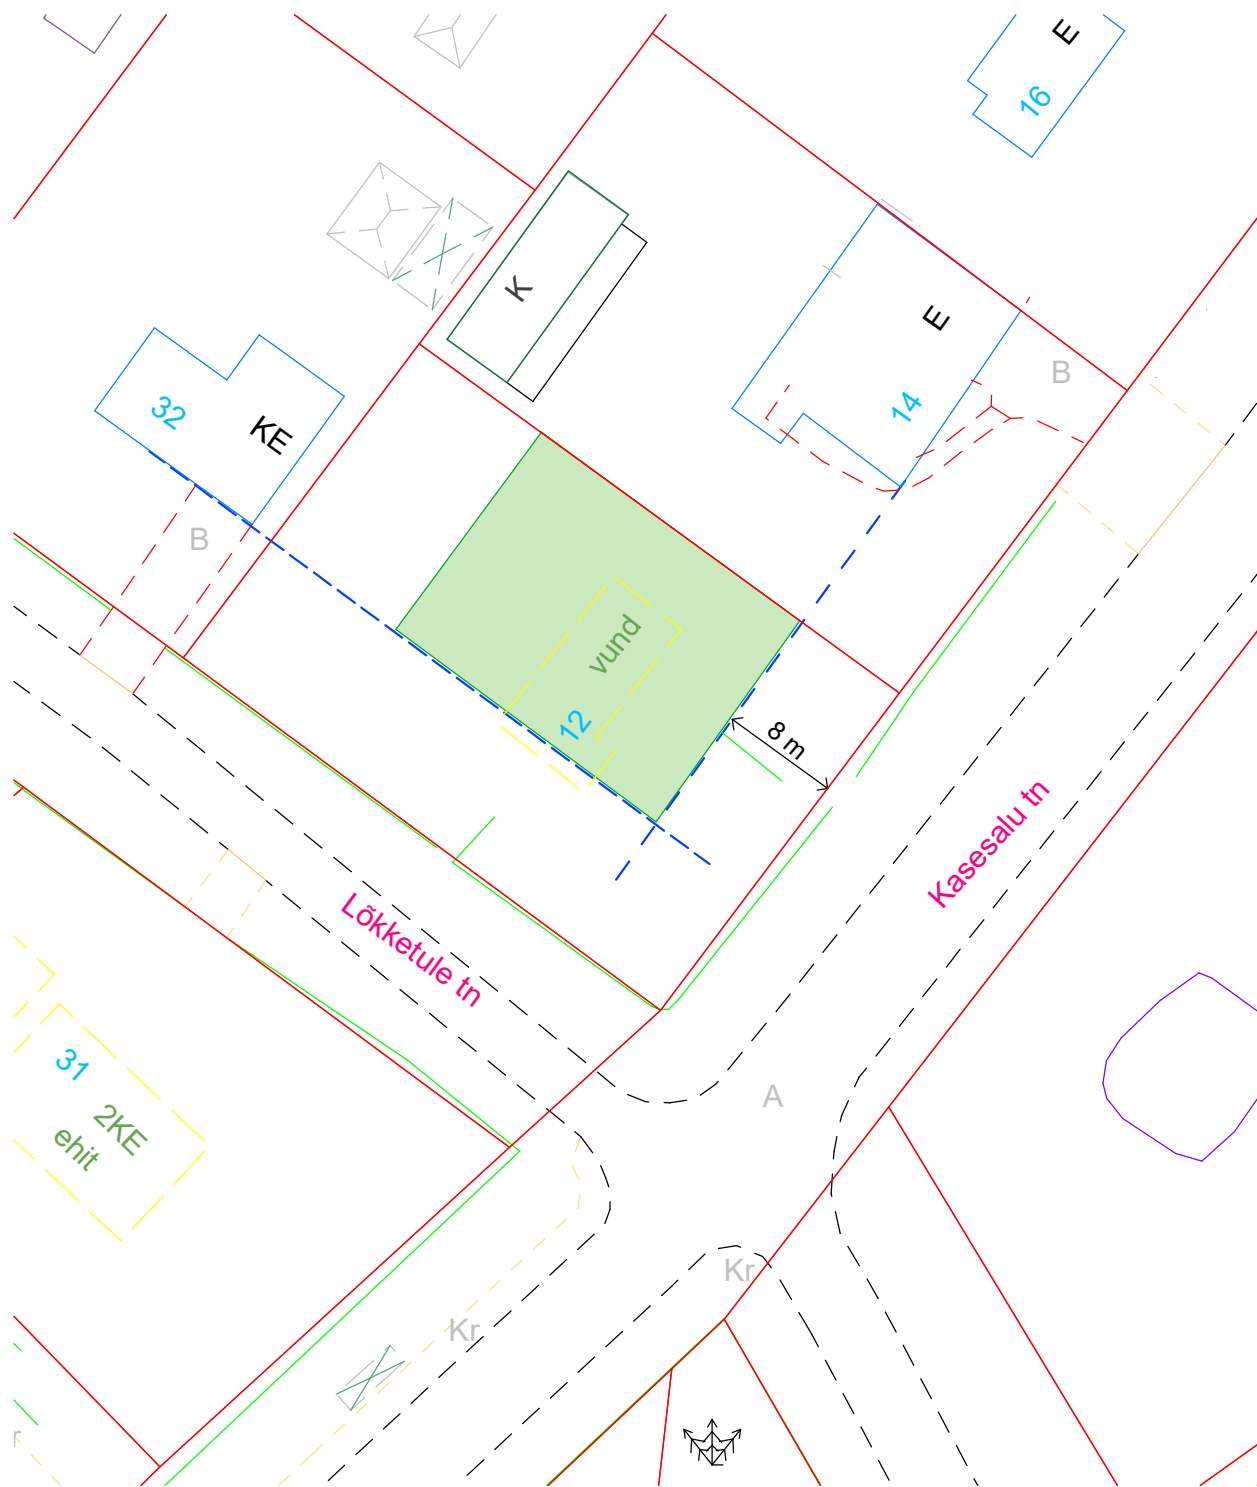 E
16
K
E
14
B
32
KE
B
vund
12
8 m
Kasesalu tn
Lõkketule tn
31
2KE
ehit
A
Kr
Kr
r